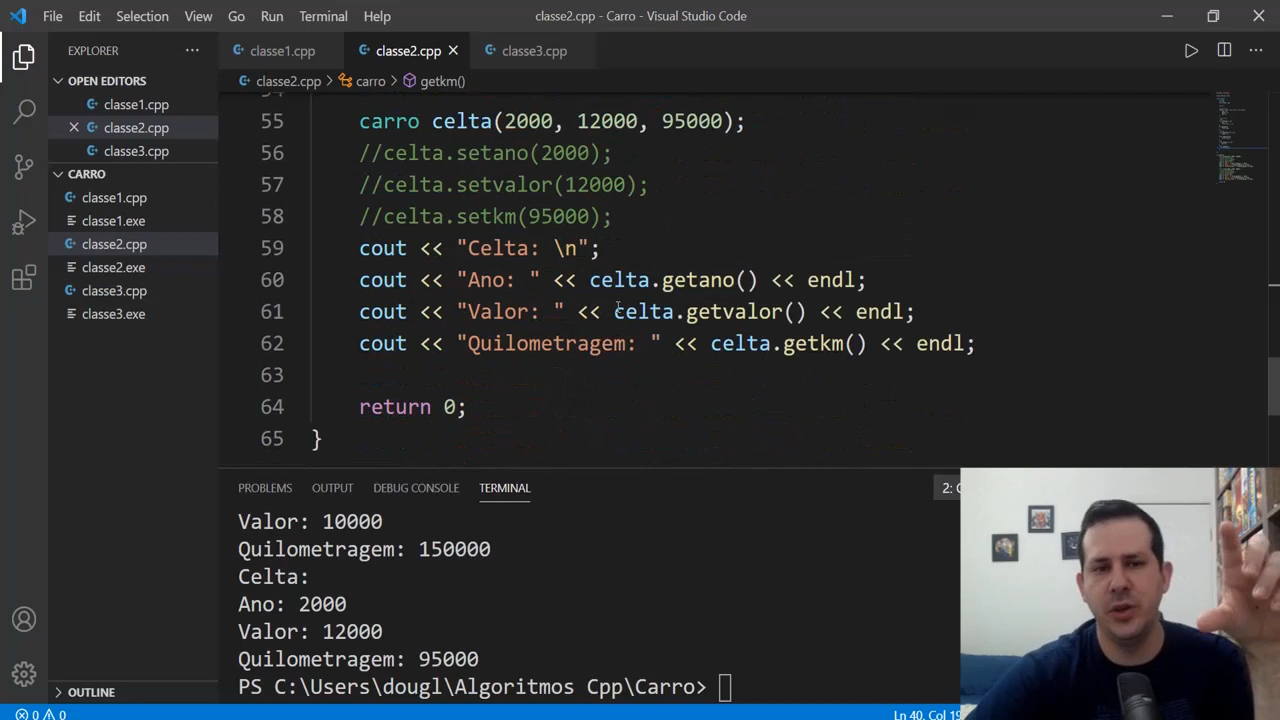 File Edit Selection View Go Run Terminal Help classe2.cpp - Carro - Visual Studio Code
EXPLORER
OPEN EDITORS
classe1.cpp
classe2.cpp
classe3.cpp
CARRO
classe1.cpp
classe1.exe
classe2.cpp
classe2.exe
classe3.cpp
classe3.exe
OUTLINE
classe1.cpp classe2.cpp classe3.cpp
classe2.cpp > carro > getkm()
55 carro celta(2000, 12000, 95000);
56 //celta.setano(2000);
57 //celta.setvalor(12000);
58 //celta.setkm(95000);
59 cout << "Celta: \n";
60 cout << "Ano: " << celta.getano() << endl;
61 cout << "Valor: " << celta.getvalor() << endl;
62 cout << "Quilometragem: " << celta.getkm() << endl;
63
64 return 0;
65 }
PROBLEMS OUTPUT DEBUG CONSOLE TERMINAL 2:
Valor: 10000
Quilometragem: 150000
Celta:
Ano: 2000
Valor: 12000
Quilometragem: 95000
PS C:\Users\dougl\Algoritmos Cpp\Carro>
0 0 Ln 40, Col 19